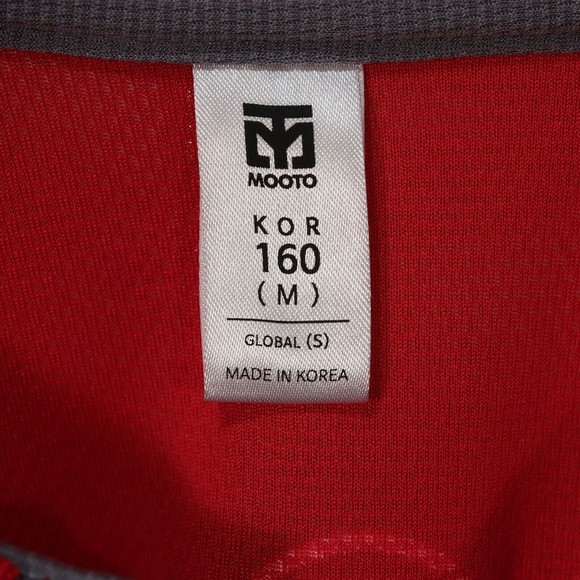 MOOTO
KOR
160
(M)
GLOBAL (S)
MADE IN KOREA